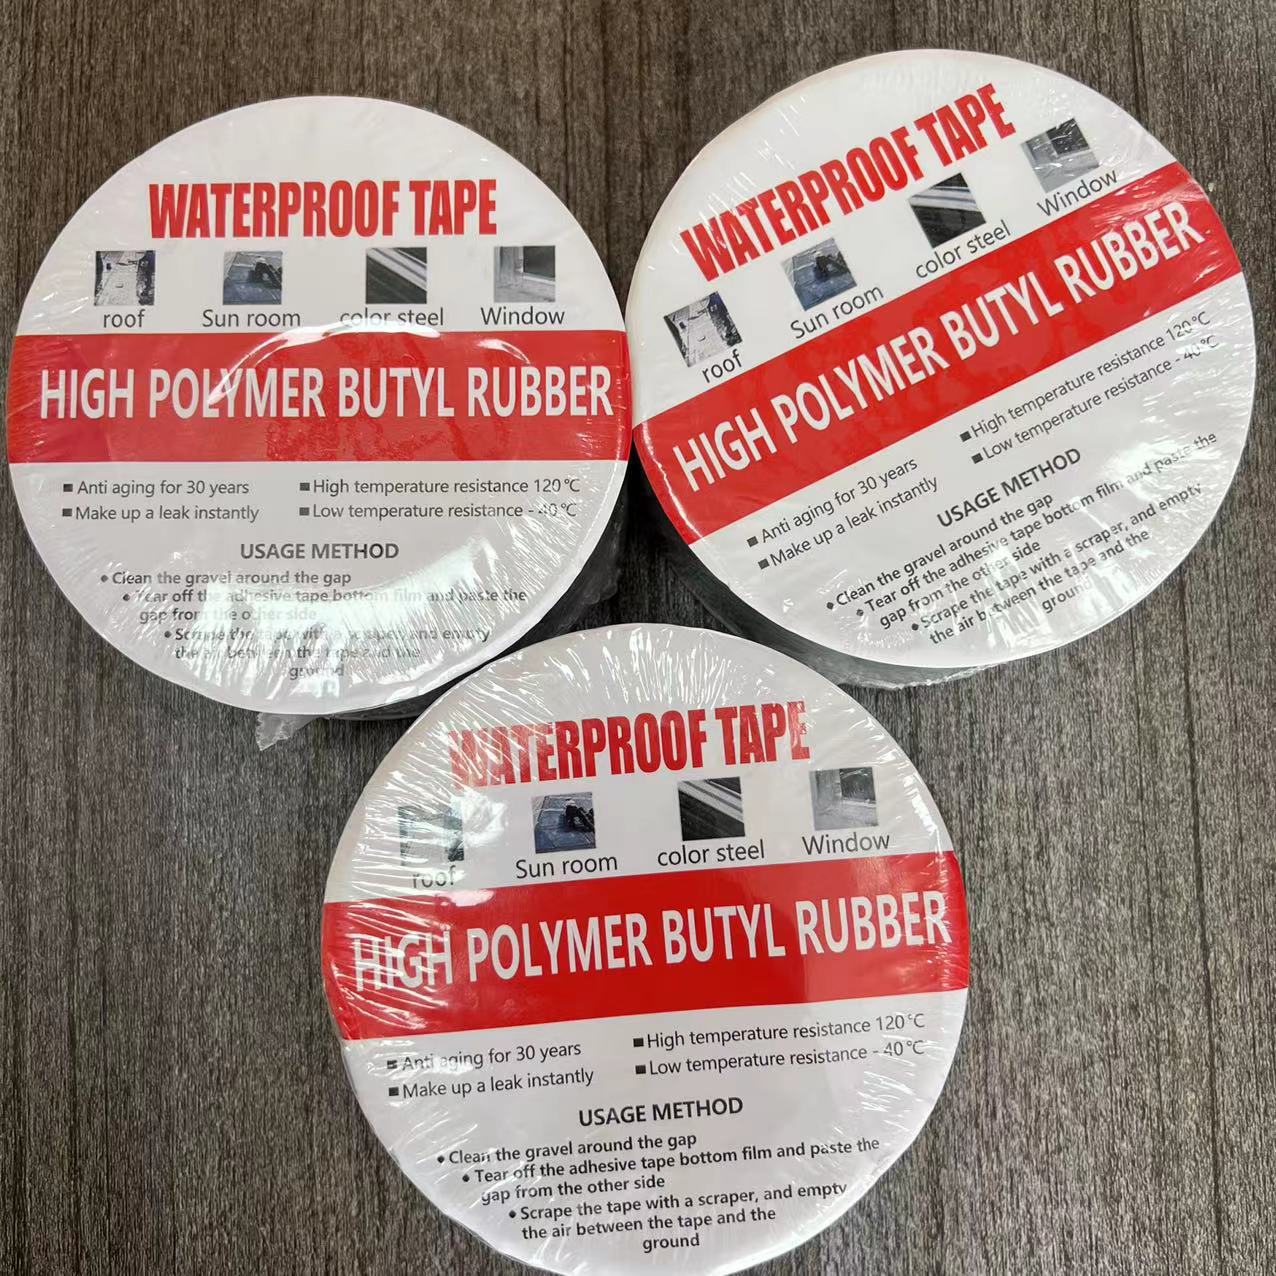 WATERPROOF TAPE
roof Sun room color steel Window
HIGH POLYMER BUTYL RUBBER
■ Anti aging for 30 years ■ High temperature resistance 120℃
■ Make up a leak instantly ■ Low temperature resistance - 40℃
USAGE METHOD
• Clean the gravel around the gap
• Tear off the adhesive tape bottom film and paste the
gap from the other side
• Scrape the tape with a scraper, and empty
the air between the tape and the
ground
WATERPROOF TAPE
roof Sun room color steel Window
HIGH POLYMER BUTYL RUBBER
■ Anti aging for 30 years ■ High temperature resistance 120℃
■ Make up a leak instantly ■ Low temperature resistance - 40℃
USAGE METHOD
• Clean the gravel around the gap
• Tear off the adhesive tape bottom film and paste the
gap from the other side
• Scrape the tape with a scraper, and empty
the air between the tape and the
ground
WATERPROOF TAPE
roof Sun room color steel Window
HIGH POLYMER BUTYL RUBBER
■ Anti aging for 30 years ■ High temperature resistance 120℃
■ Make up a leak instantly ■ Low temperature resistance - 40℃
USAGE METHOD
• Clean the gravel around the gap
• Tear off the adhesive tape bottom film and paste the
gap from the other side
• Scrape the tape with a scraper, and empty
the air between the tape and the
ground